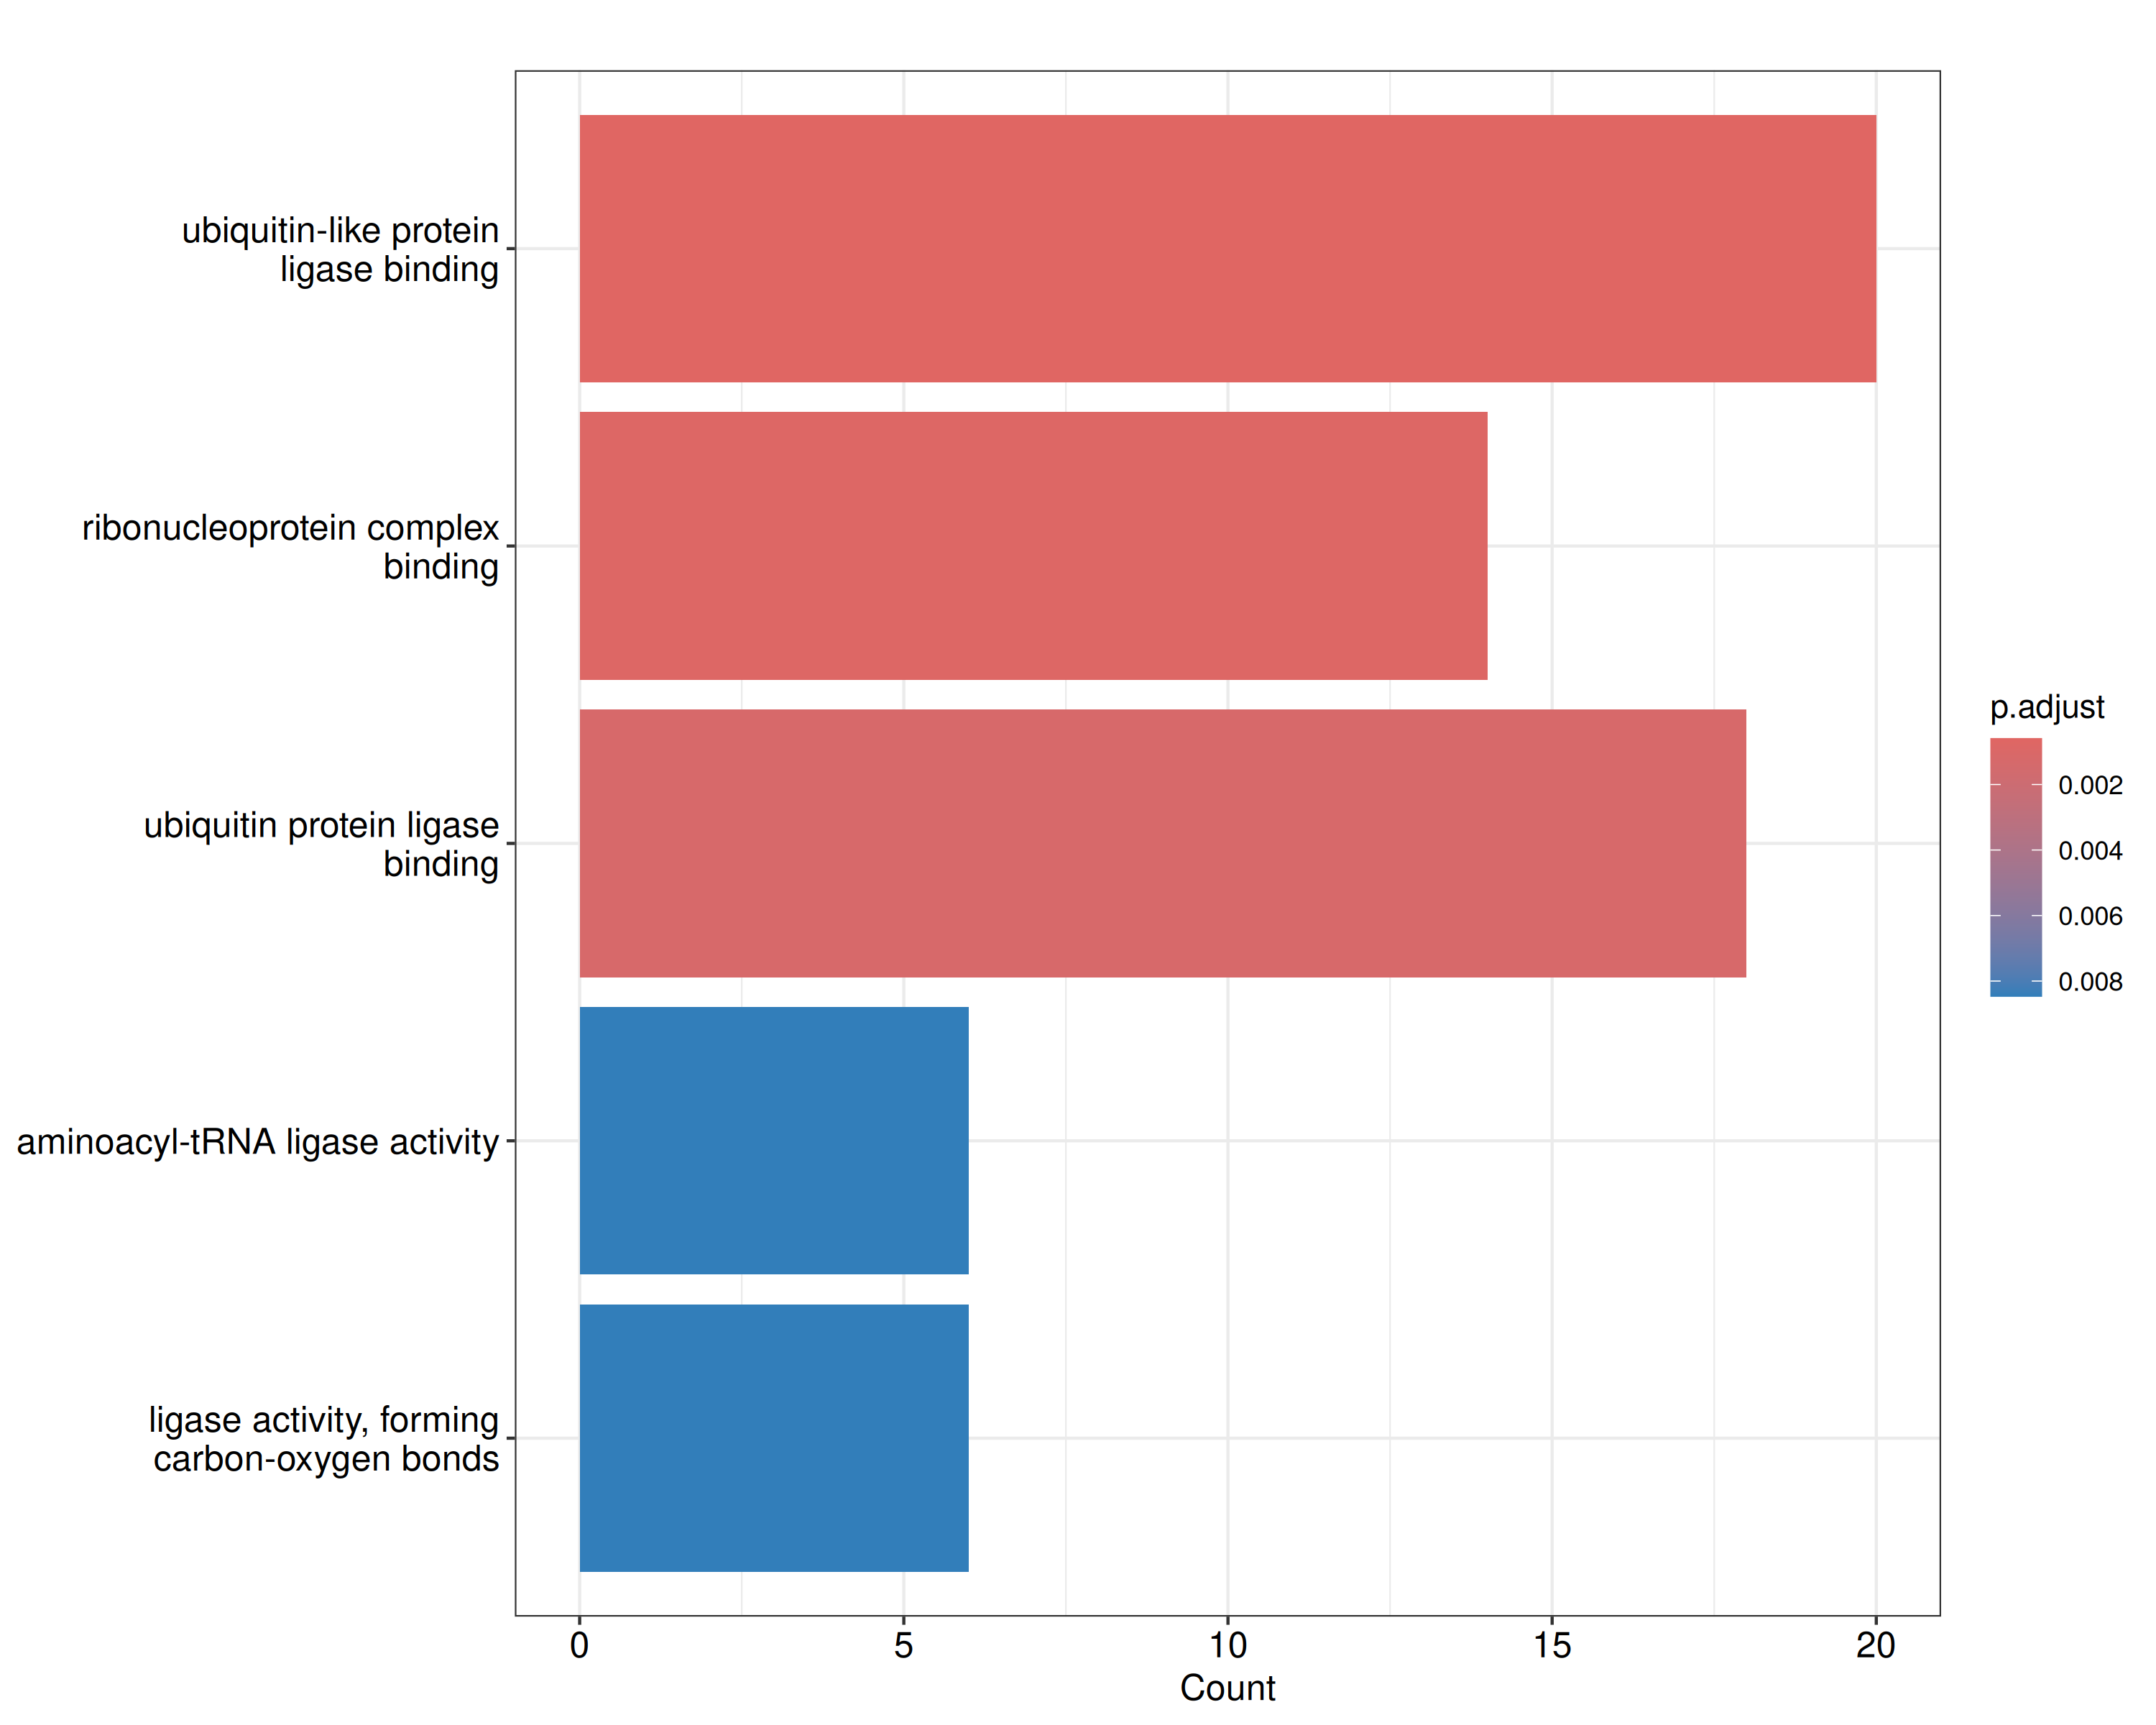 ubiquitin-like protein
ligase binding
ribonucleoprotein complex
binding
ubiquitin protein ligase
binding
aminoacyl-tRNA ligase activity
ligase activity, forming
carbon-oxygen bonds
0
5
10
15
20
Count
p.adjust
0.002
0.004
0.006
0.008